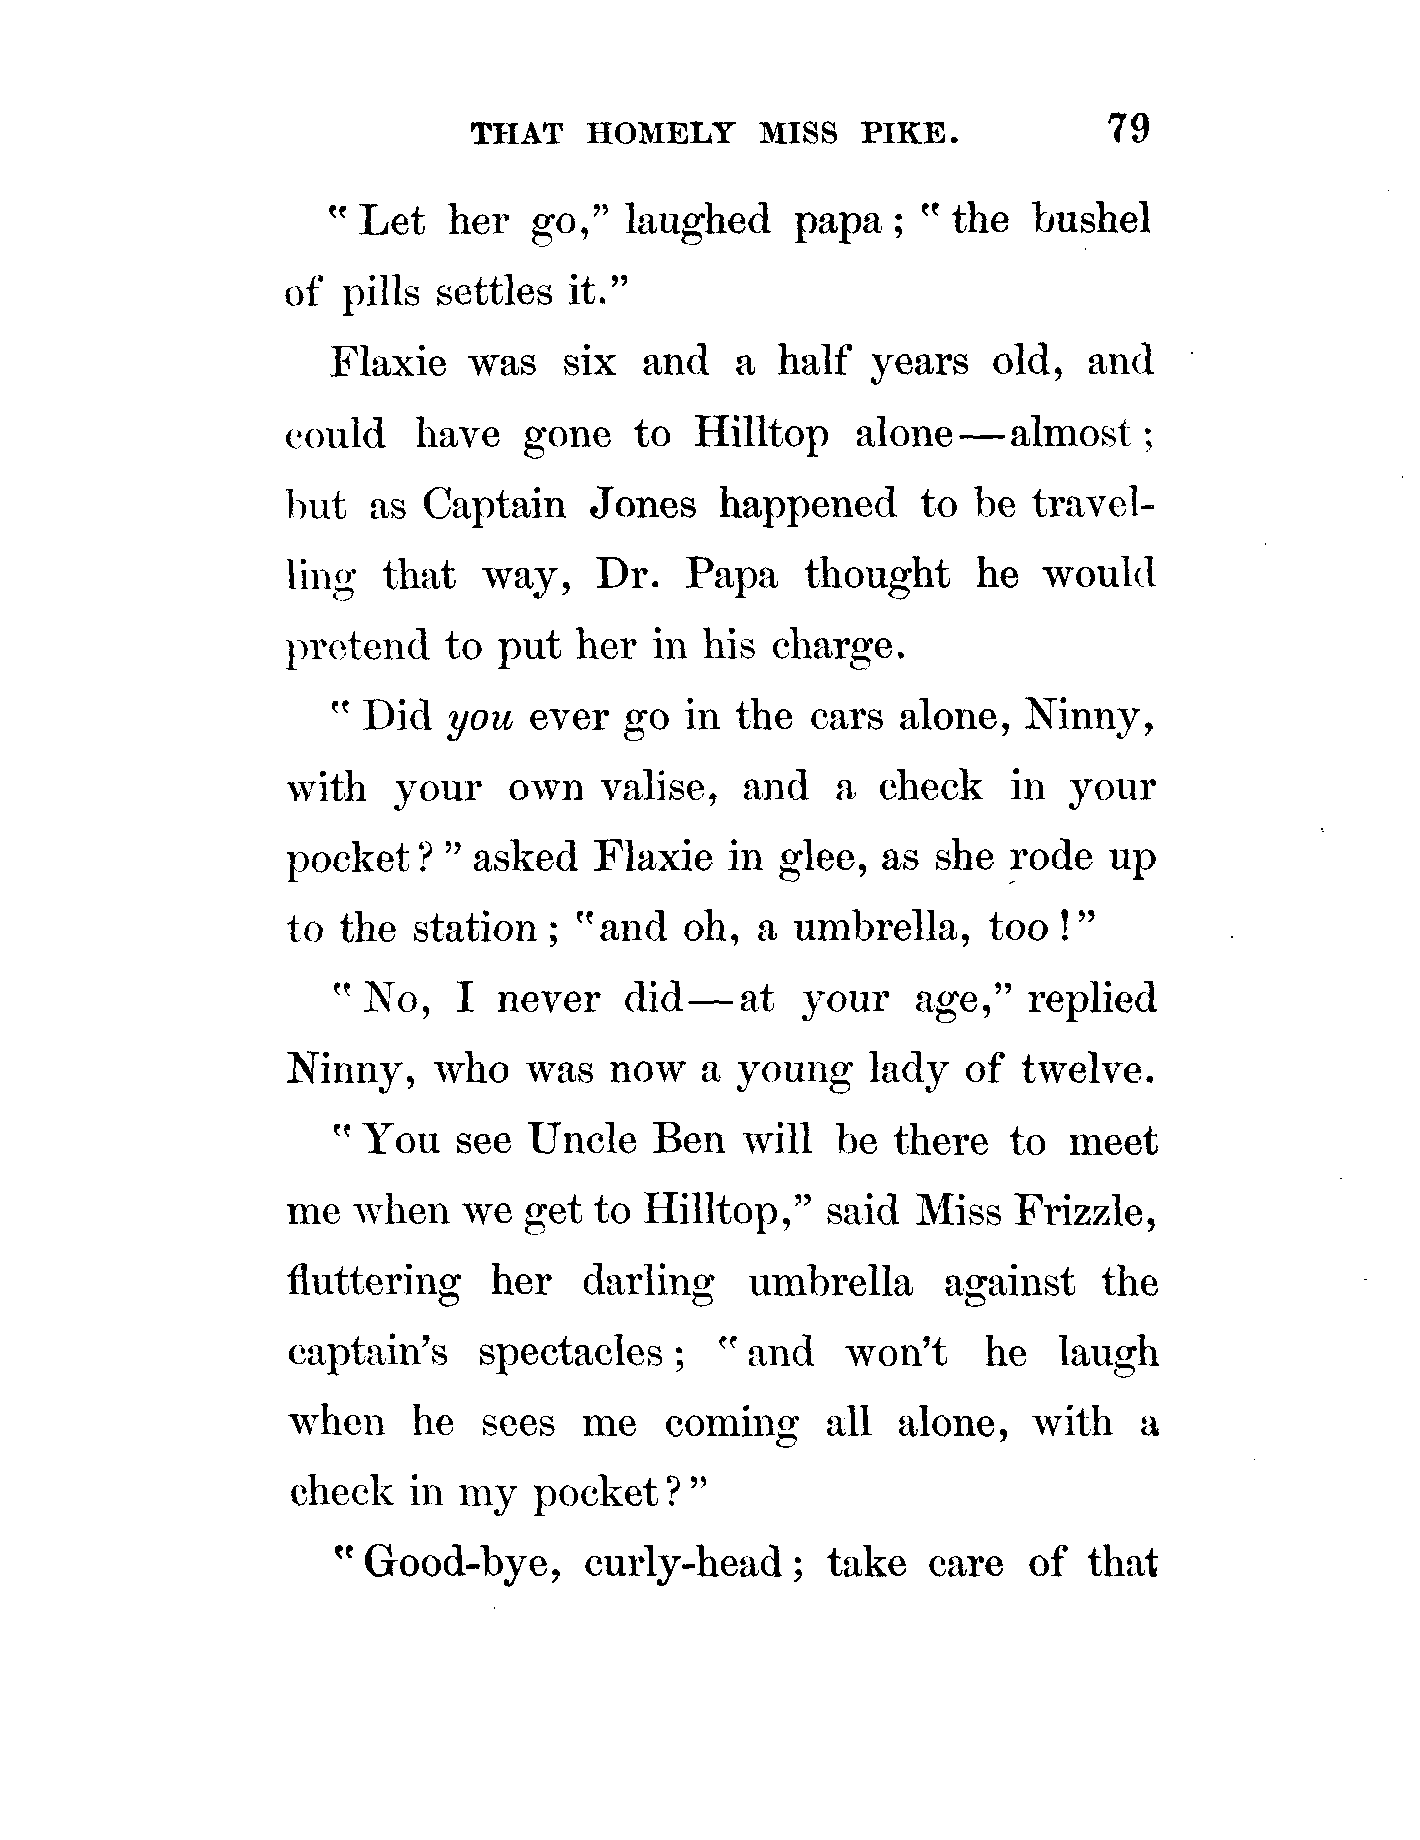 THAT HOMELY MISS PIKE. 79
"Let her go," laughed papa; "the bushel
of pills settles it."
Flaxie was six and a half years old, and
could have gone to Hilltop alone—almost;
but as Captain Jones happened to be travel-
ling that way, Dr. Papa thought he would
pretend to put her in his charge.
"Did you ever go in the cars alone, Ninny,
with your own valise, and a check in your
pocket?" asked Flaxie in glee, as she rode up
to the station; "and oh, a umbrella, too!"
"No, I never did—at your age," replied
Ninny, who was now a young lady of twelve.
"You see Uncle Ben will be there to meet
me when we get to Hilltop," said Miss Frizzle,
fluttering her darling umbrella against the
captain's spectacles; "and won't he laugh
when he sees me coming all alone, with a
check in my pocket?"
"Good-bye, curly-head; take care of that